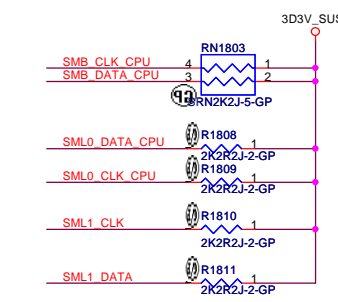 3D3V_SUS
RN1803
SMB_CLK_CPU 4 1
SMB_DATA_CPU 3 2
SRN2K2J-5-GP
SML0_DATA_CPU R1808 1
2K2R2J-2-GP
SML0_CLK_CPU R1809 1
2K2R2J-2-GP
SML1_CLK R1810 1
2K2R2J-2-GP
SML1_DATA R1811 1
2K2R2J-2-GP